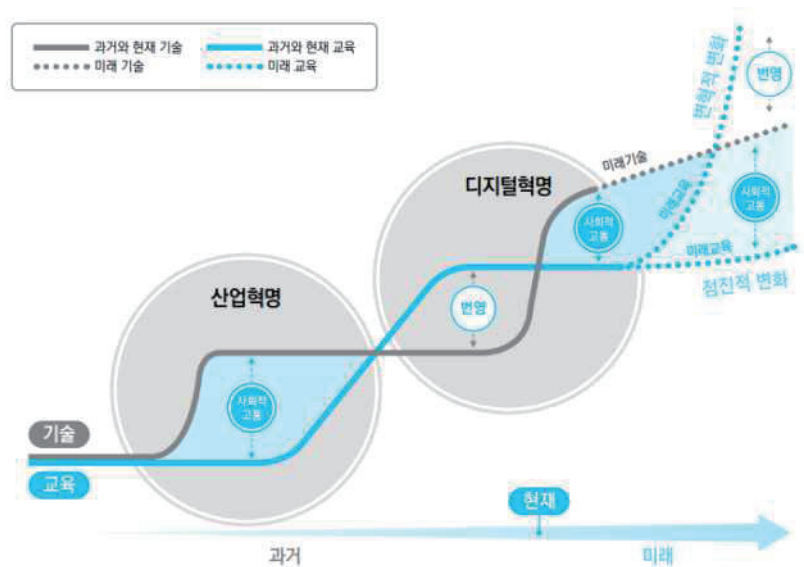 과거와 현재 기술
과거와 현재 교육
미래 기술
미래 교육
변혁적 변화
번영
미래기술
디지털혁명
사회적
고통
미래교육
사회적
고통
미래교육
점진적 변화
산업혁명
번영
사회적
고통
기술
교육
현재
과거
미래